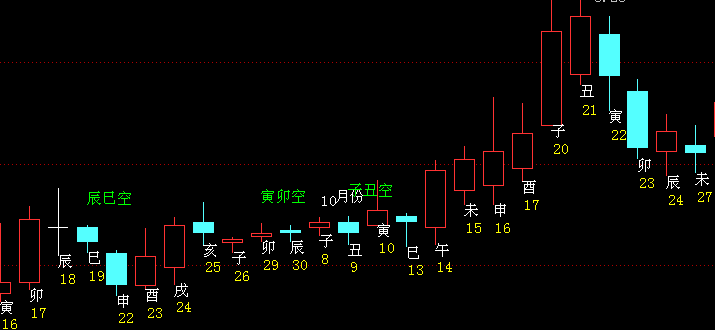 辰巳空
寅卯空
10月份
子丑空
寅
16
卯
17
辰
18
巳
19
申
22
酉
23
戌
24
亥
25
子
26
卯
29
辰
30
子
8
丑
9
寅
10
巳
13
午
14
未
15
申
16
酉
17
子
20
丑
21
寅
22
卯
23
辰
24
未
27